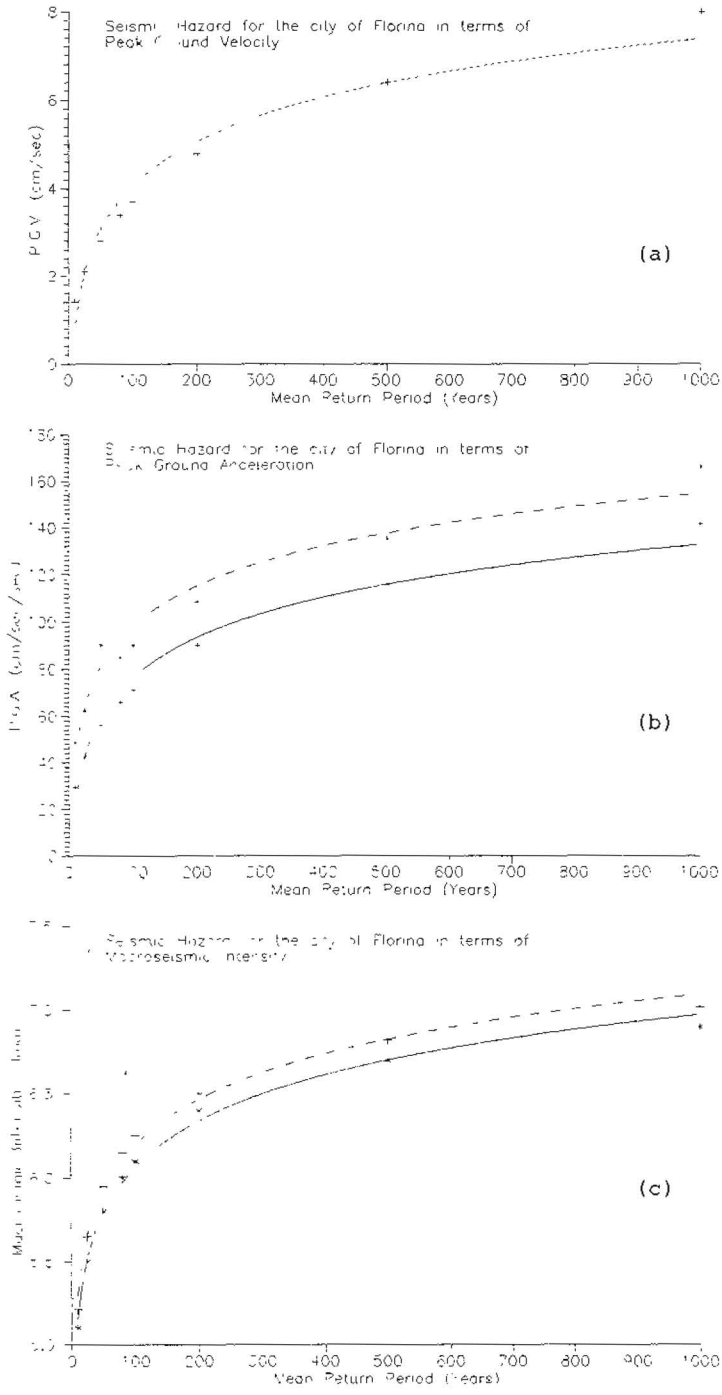 8
Seismic Hazard for the city of Florina in terms of
Peak Ground Velocity
6
PGV (cm/sec)
4
(a)
2
0
0 100 200 300 400 500 600 700 800 900 1000
Mean Return Period (Years)
Seismic Hazard for the city of Florina in terms of
Peak Ground Acceleration
160
140
120
100
PGA (cm/sec/sec)
80
60
(b)
40
20
0
0 200 300 400 500 600 700 800 900 1000
Mean Return Period (Years)
Seismic Hazard for the city of Florina in terms of
Macroseismic Intensity
(c)
0 100 200 300 400 500 600 700 800 900 1000
Mean Return Period (Years)